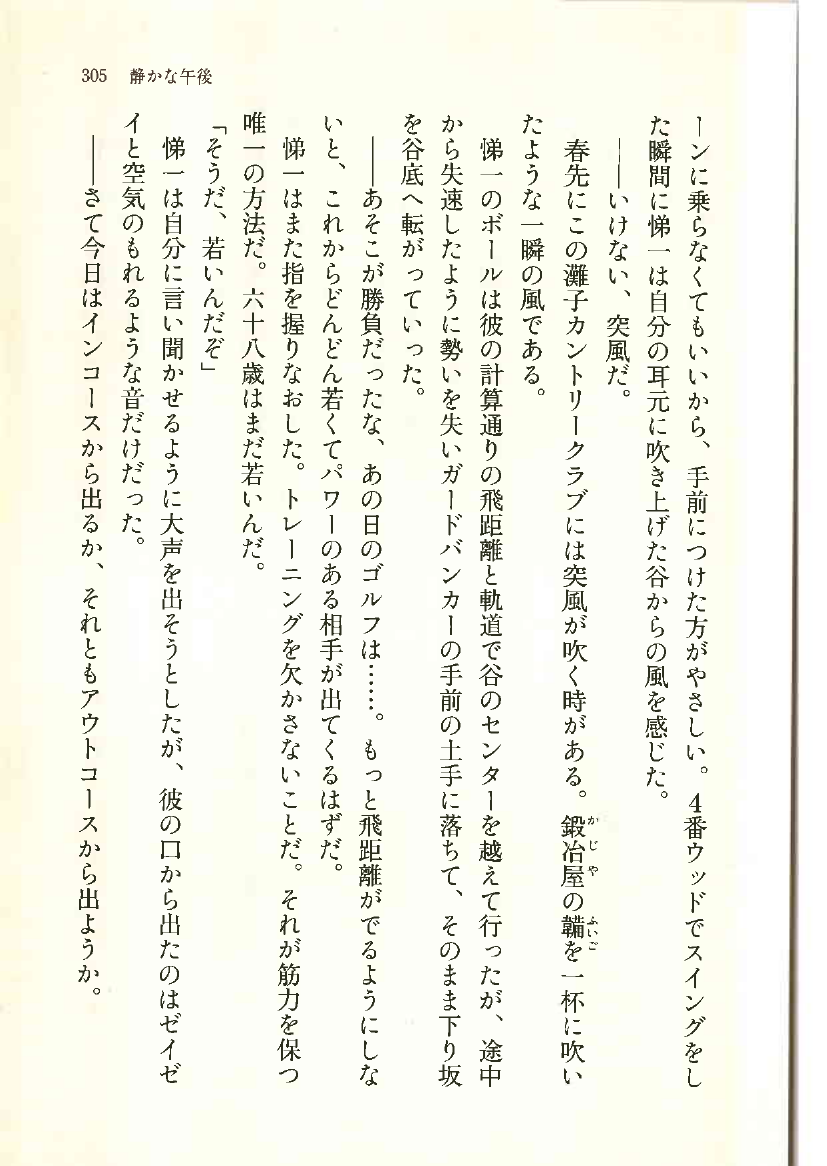 305 静かな午後
ーンに乗らなくてもいいから、手前につけた方がやさしい。4番ウッドでスイングをし
た瞬間に悌一は自分の耳元に吹き上げた谷からの風を感じた。
――いけない、突風だ。
春先にこの灘子カントリークラブには突風が吹く時がある。鍛冶屋の鞴を一杯に吹い
かじや ふいご
たような一瞬の風である。
悌一のボールは彼の計算通りの飛距離と軌道で谷のセンターを越えて行ったが、途中
から失速したように勢いを失いガードバンカーの手前の土手に落ちて、そのまま下り坂
を谷底へ転がっていった。
――あそこが勝負だったな、あの日のゴルフは……。もっと飛距離がでるようにしな
いと、これからどんどん若くてパワーのある相手が出てくるはずだ。
悌一はまた指を握りなおした。トレーニングを欠かさないことだ。それが筋力を保つ
唯一の方法だ。六十八歳はまだ若いんだ。
「そうだ、若いんだぞ」
悌一は自分に言い聞かせるように大声を出そうとしたが、彼の口から出たのはゼイゼ
イと空気のもれるような音だけだった。
――さて今日はインコースから出るか、それともアウトコースから出ようか。